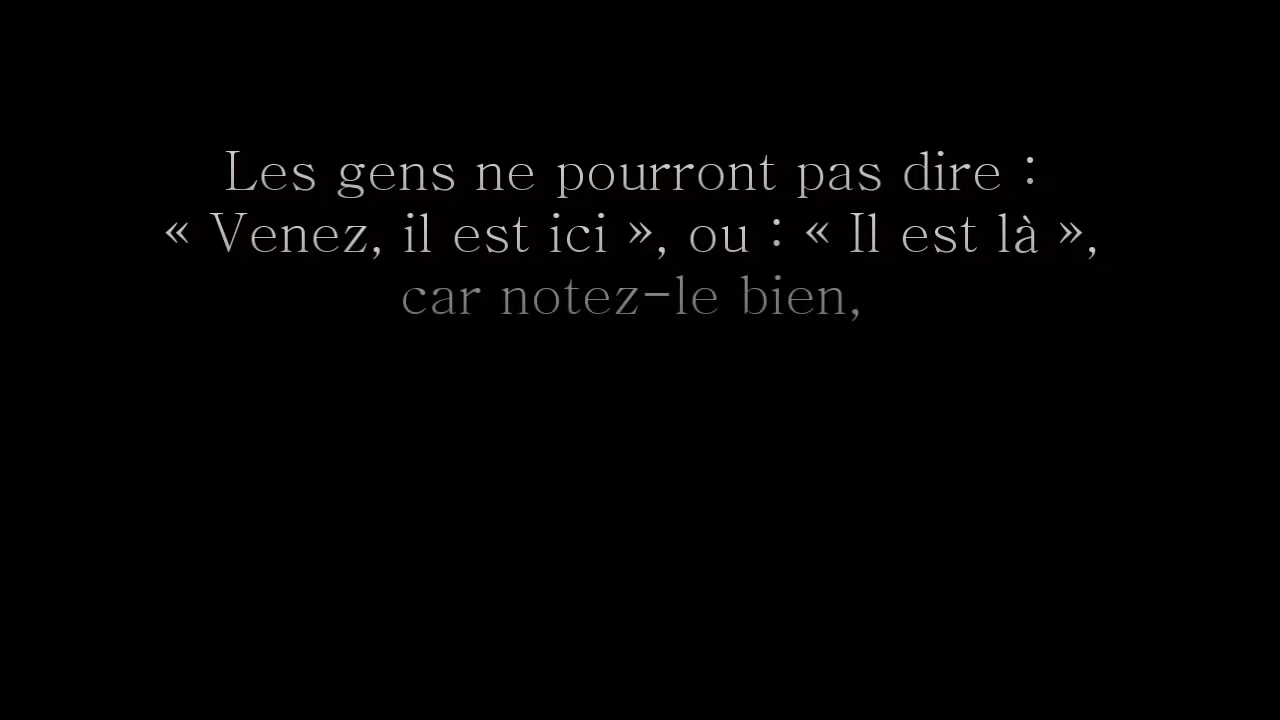 Les gens ne pourront pas dire :
« Venez, il est ici », ou : « Il est là »,
car notez-le bien,